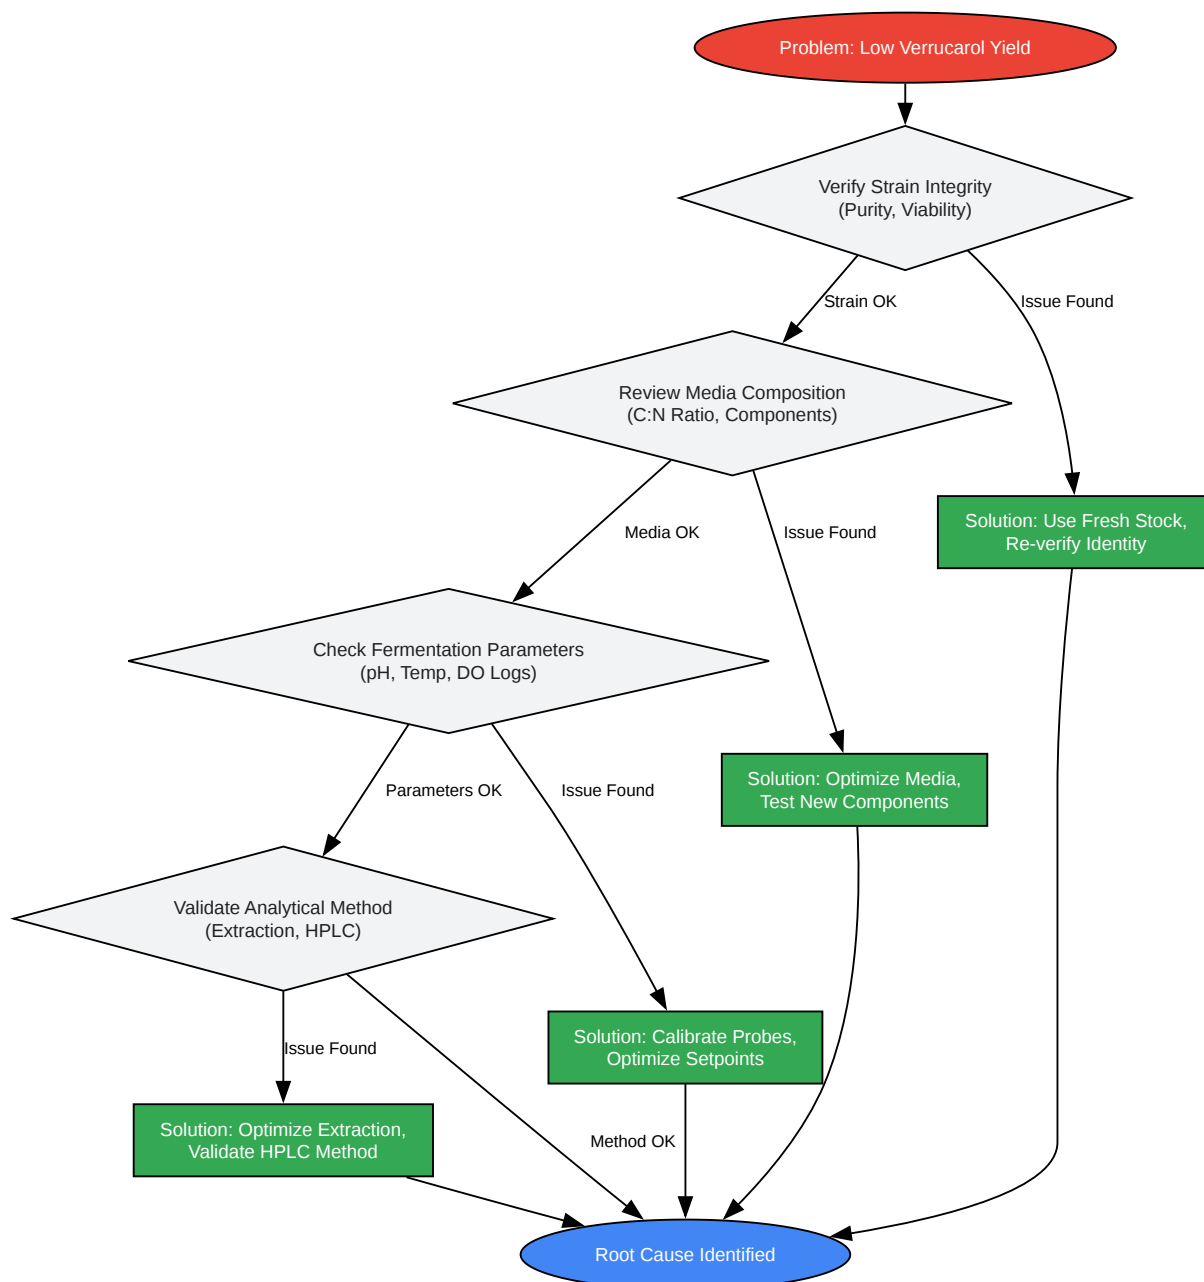 Problem: Low Verrucarol Yield
Verify Strain Integrity
(Purity, Viability)
Strain OK
Issue Found
Review Media Composition
(C:N Ratio, Components)
Media OK
Issue Found
Solution: Use Fresh Stock,
Re-verify Identity
Check Fermentation Parameters
(pH, Temp, DO Logs)
Parameters OK
Issue Found
Solution: Optimize Media,
Test New Components
Validate Analytical Method
(Extraction, HPLC)
Issue Found
Solution: Calibrate Probes,
Optimize Setpoints
Solution: Optimize Extraction,
Validate HPLC Method
Method OK
Root Cause Identified